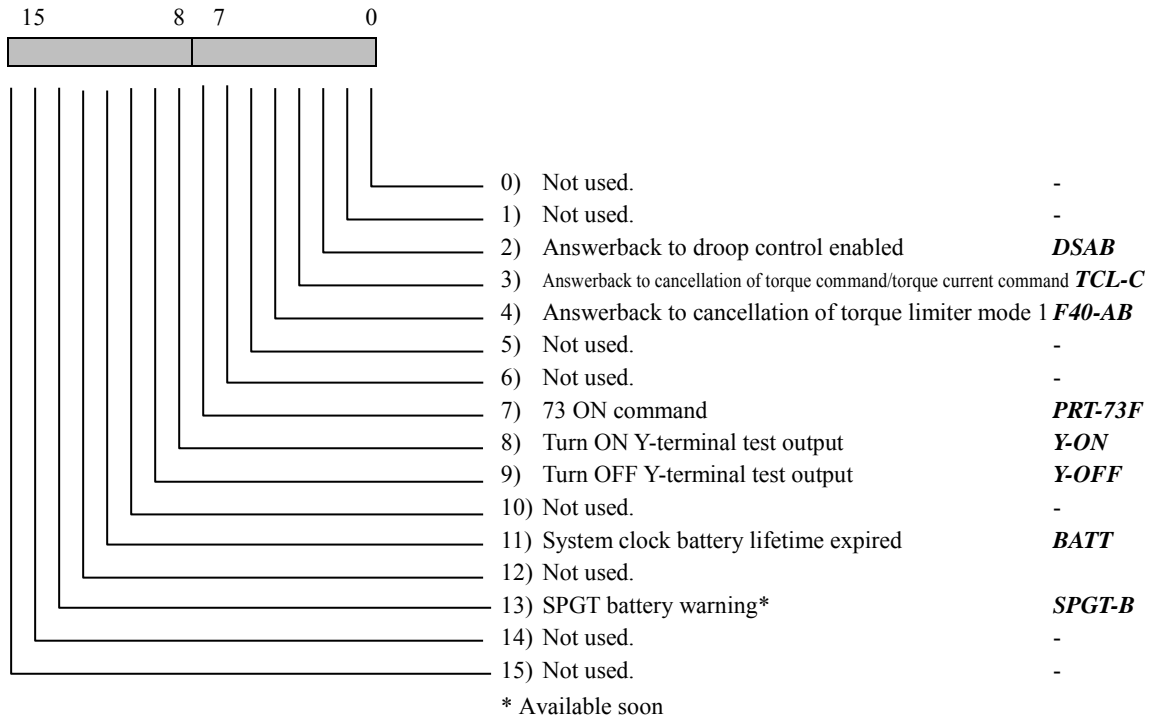 15 8 7 0
0) Not used. -
1) Not used. -
2) Answerback to droop control enabled DSAB
3) Answerback to cancellation of torque command/torque current command TCL-C
4) Answerback to cancellation of torque limiter mode 1 F40-AB
5) Not used. -
6) Not used. -
7) 73 ON command PRT-73F
8) Turn ON Y-terminal test output Y-ON
9) Turn OFF Y-terminal test output Y-OFF
10) Not used. -
11) System clock battery lifetime expired BATT
12) Not used.
13) SPGT battery warning* SPGT-B
14) Not used. -
15) Not used. -
* Available soon